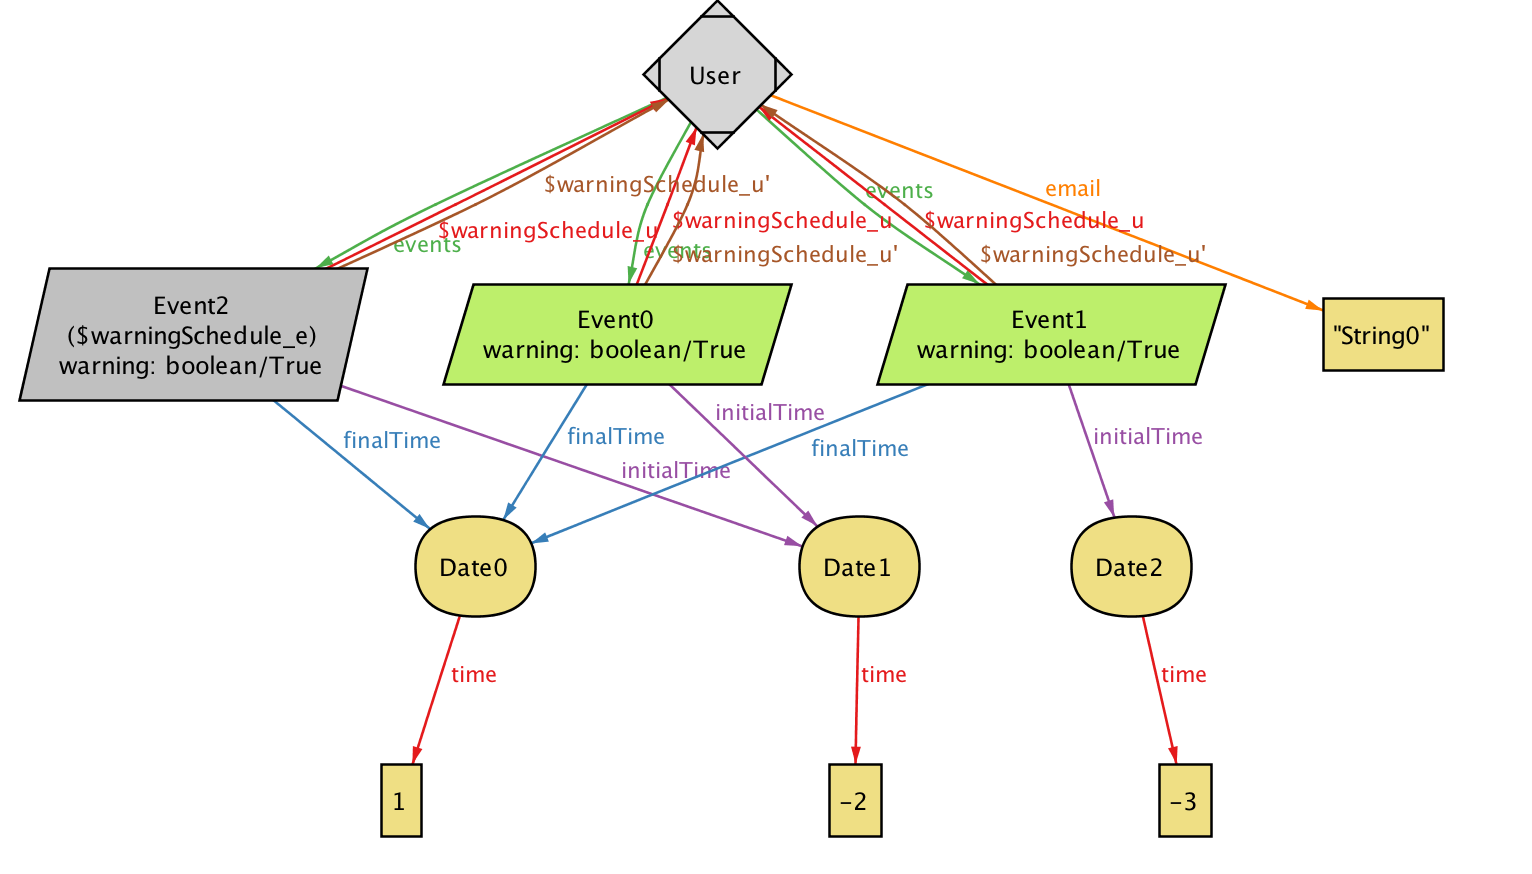 User
$warningSchedule_u'
events
email
$warningSchedule_u
$warningSchedule_u
$warningSchedule_u
events
events
$warningSchedule_u'
$warningSchedule_u'
Event2
($warningSchedule_e)
warning: boolean/True
Event0
warning: boolean/True
Event1
warning: boolean/True
"String0"
finalTime
finalTime
initialTime
initialTime
finalTime
initialTime
Date0
Date1
Date2
time
time
time
1
-2
-3